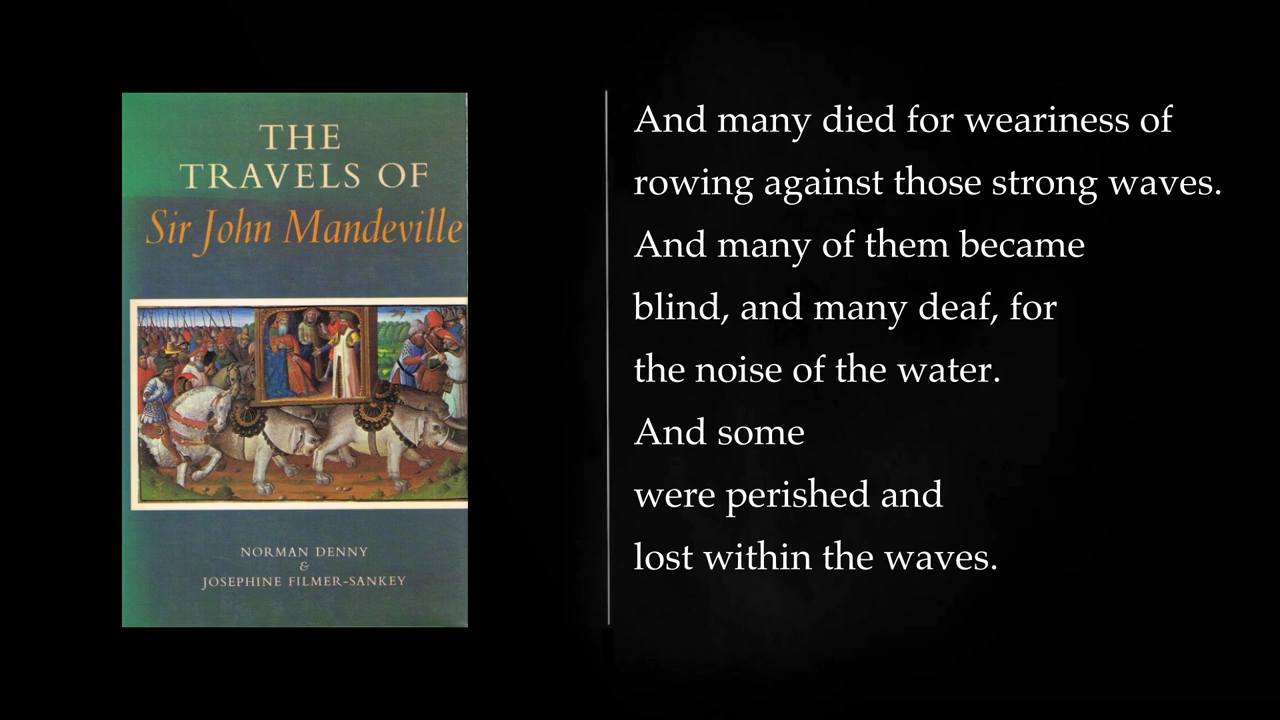 THE
TRAVELS OF
Sir John Mandeville
NORMAN DENNY
&
JOSEPHINE FILMER-SANKEY
And many died for weariness of
rowing against those strong waves.
And many of them became
blind, and many deaf, for
the noise of the water.
And some
were perished and
lost within the waves.